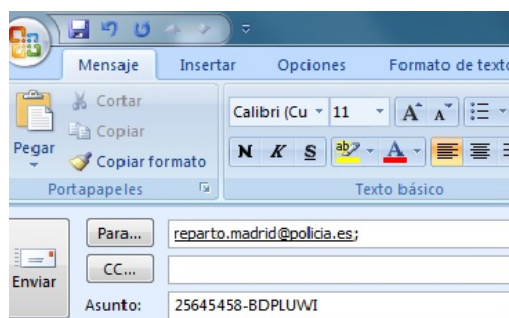 Mensaje Insertar Opciones Formato de texto
Pegar
Cortar
Copiar
Copiar formato
Portapapeles
Calibri (Cu 11
N K S
Texto básico
Enviar
Para... reparto.madrid@policia.es;
CC...
Asunto: 25645458-BDPLUWI